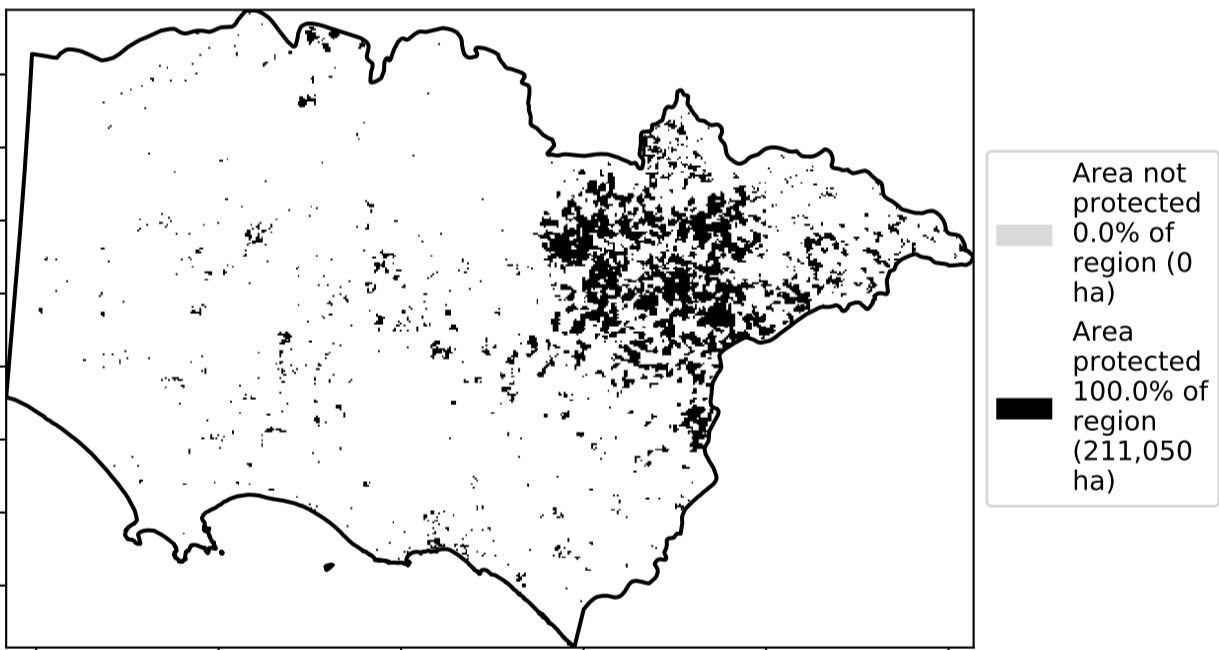 Area not
protected
0.0% of
region (0
ha)
Area
protected
100.0% of
region
(211,050
ha)